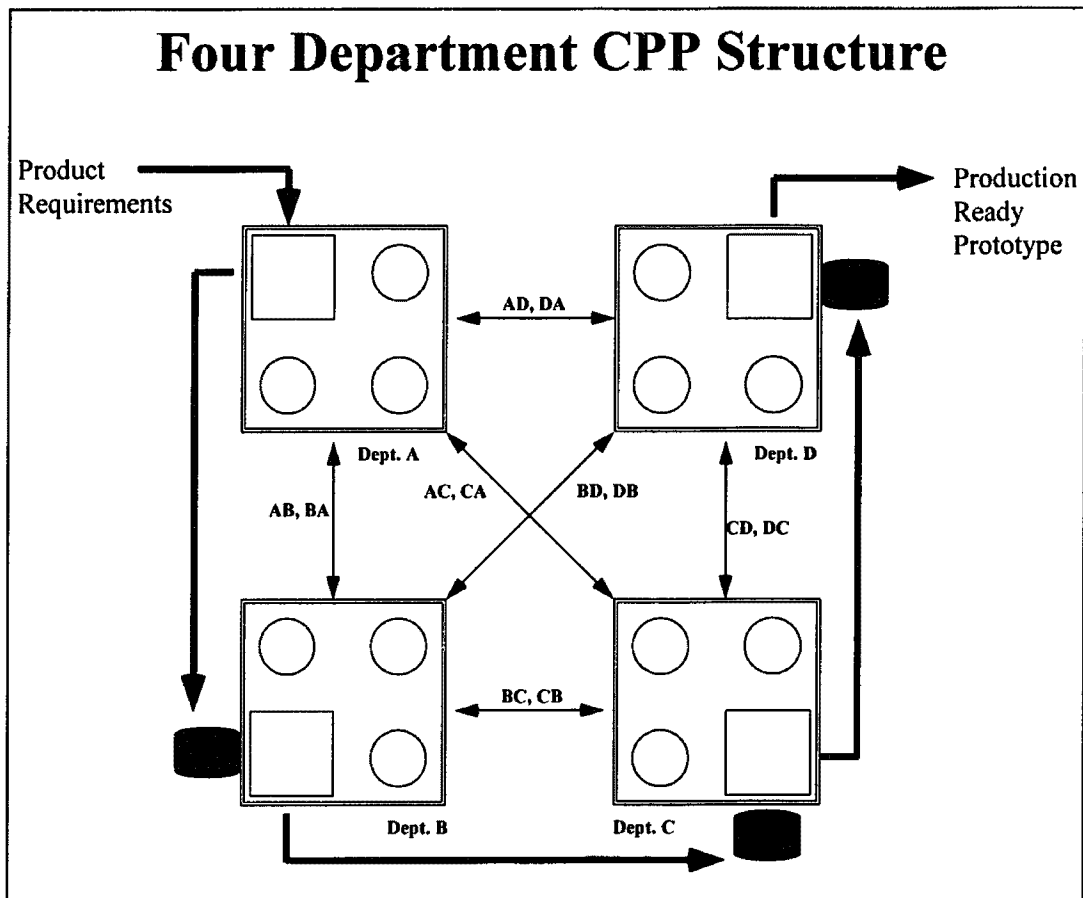 Four Department CPP Structure
Product
Requirements
Production
Ready
Prototype
AD, DA
Dept. A
Dept. D
AC, CA
BD, DB
AB, BA
CD, DC
BC, CB
Dept. B
Dept. C